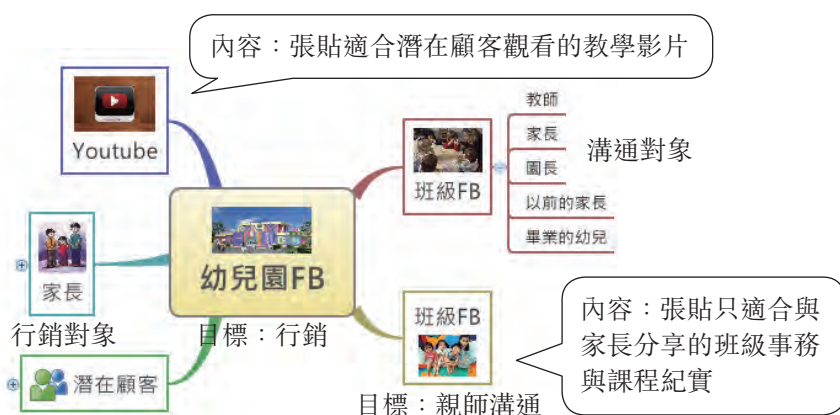 內容：張貼適合潛在顧客觀看的教學影片
Youtube
家長
行銷對象
潛在顧客
幼兒園FB
目標：行銷
班級FB
教師
家長
園長
以前的家長
畢業的幼兒
溝通對象
班級FB
目標：親師溝通
內容：張貼只適合與
家長分享的班級事務
與課程紀實